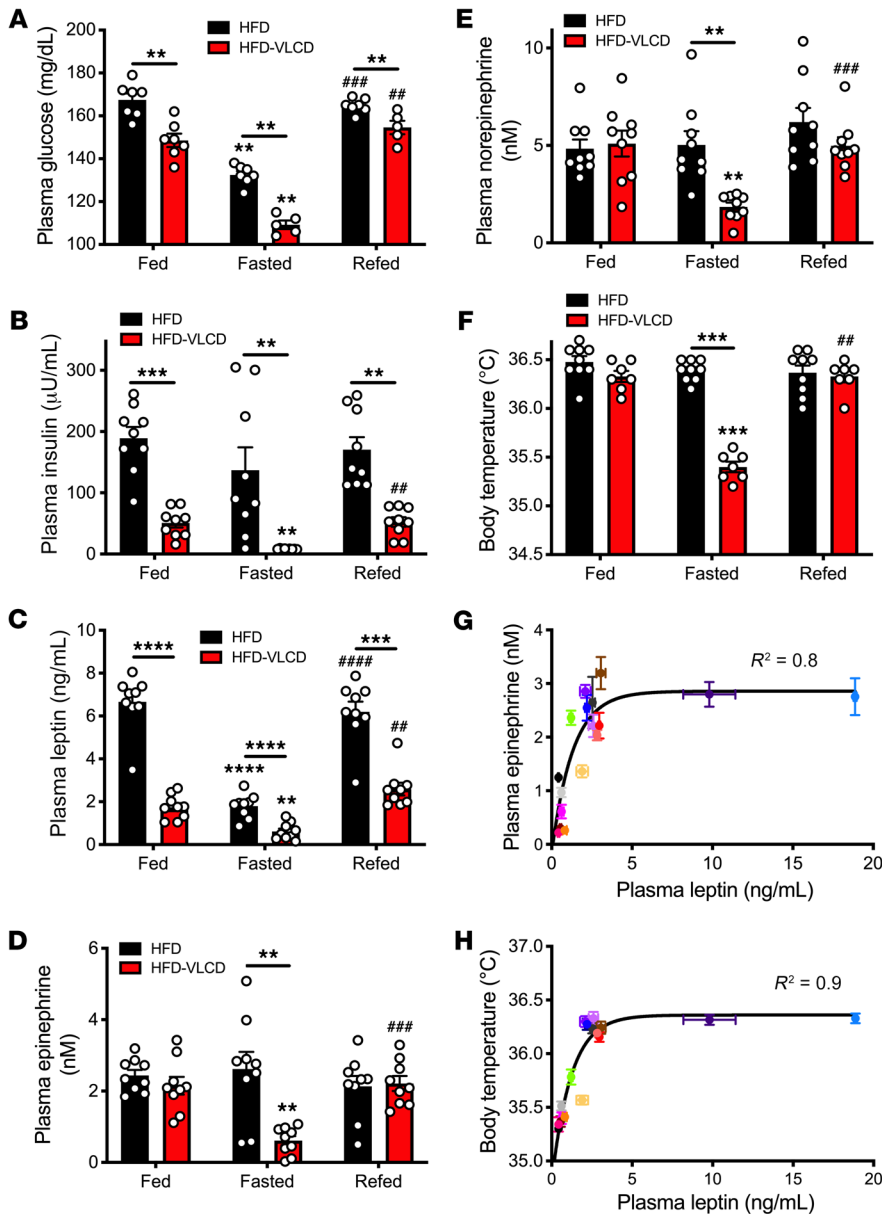 A
HFD
HFD-VLCD
Plasma glucose (mg/dL)
200
180
160
140
120
100
**
**
**
**
###
**
##
Fed
Fasted
Refed
B
HFD
HFD-VLCD
Plasma insulin (μU/mL)
300
200
100
0
***
**
**
**
##
Fed
Fasted
Refed
C
HFD
HFD-VLCD
Plasma leptin (ng/mL)
10
8
6
4
2
0
****
****
****
**
***
####
##
Fed
Fasted
Refed
D
HFD
HFD-VLCD
Plasma epinephrine
(nM)
6
4
2
0
**
**
###
Fed
Fasted
Refed
E
HFD
HFD-VLCD
Plasma norepinephrine
(nM)
10
5
0
**
**
###
Fed
Fasted
Refed
F
HFD
HFD-VLCD
Body temperature (°C)
36.5
36.0
35.5
35.0
34.5
***
***
##
Fed
Fasted
Refed
G
Plasma epinephrine (nM)
4
3
2
1
0
R² = 0.8
0
5
10
15
20
Plasma leptin (ng/mL)
H
Body temperature (°C)
37.0
36.5
36.0
35.5
35.0
R² = 0.9
0
5
10
15
20
Plasma leptin (ng/mL)